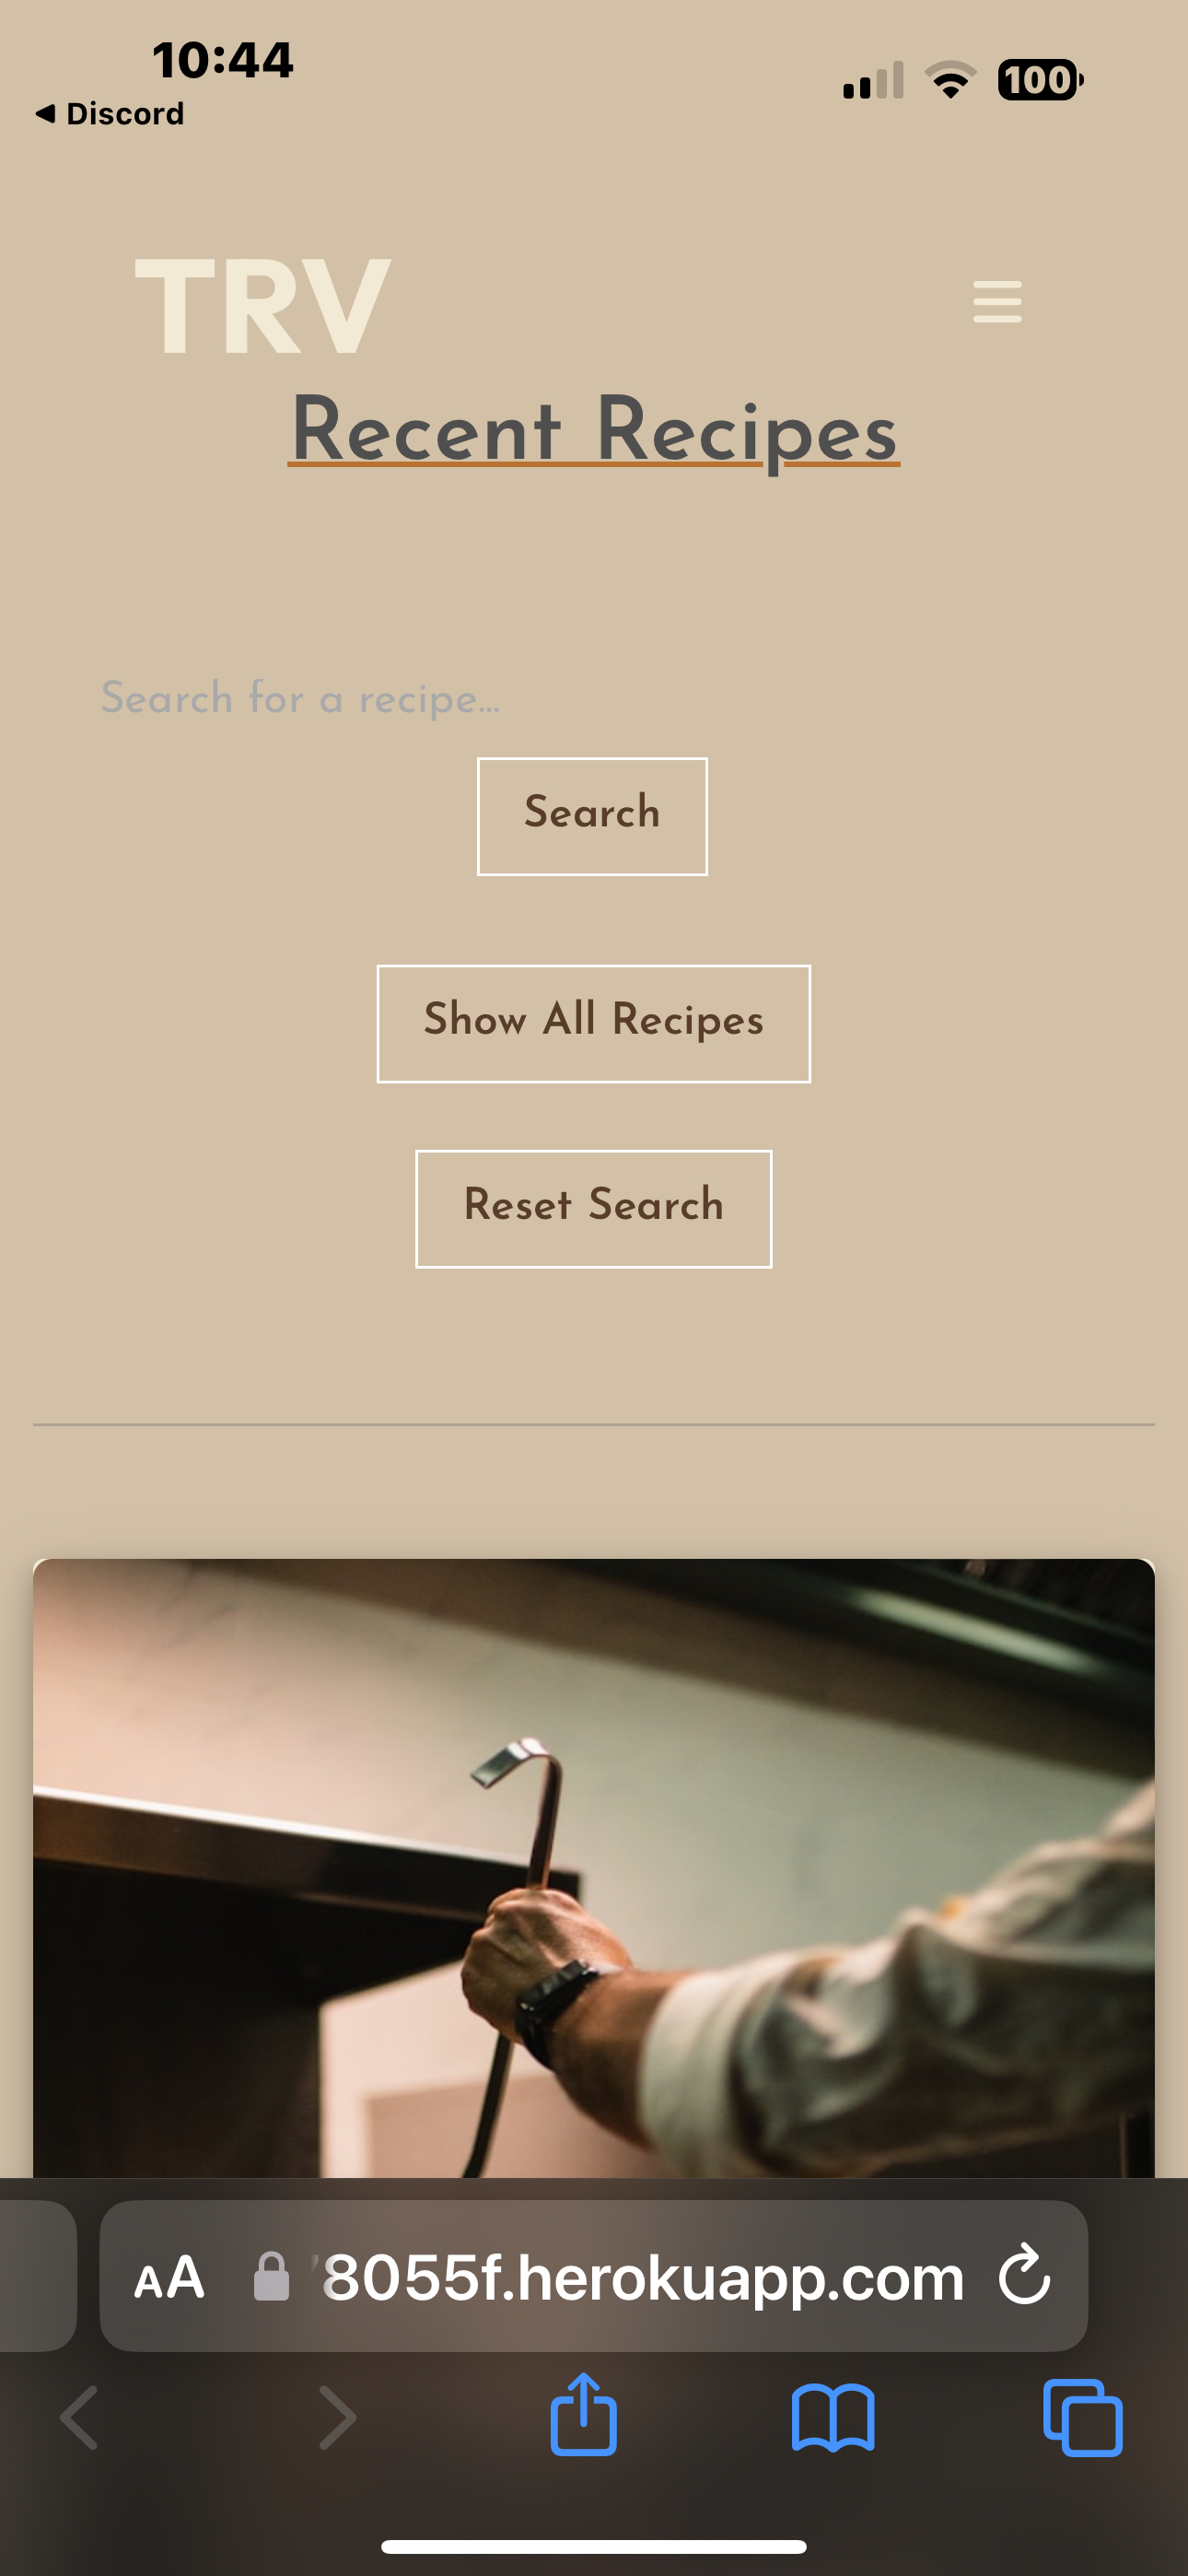 10:44
100
◀ Discord
TRV
Recent Recipes
Search for a recipe...
Search
Show All Recipes
Reset Search
AA 8055f.herokuapp.com